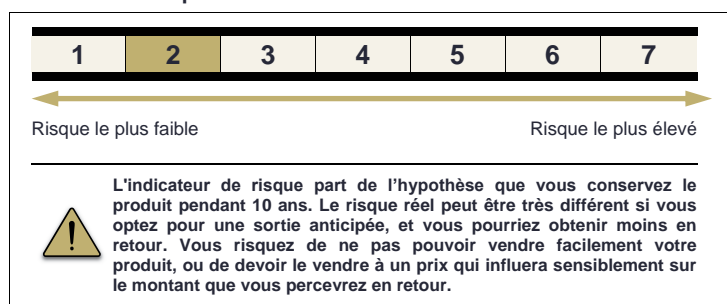 1 2 3 4 5 6 7
Risque le plus faible Risque le plus élevé
L'indicateur de risque part de l’hypothèse que vous conservez le
produit pendant 10 ans. Le risque réel peut être très différent si vous
optez pour une sortie anticipée, et vous pourriez obtenir moins en
retour. Vous risquez de ne pas pouvoir vendre facilement votre
produit, ou de devoir le vendre à un prix qui influera sensiblement sur
le montant que vous percevrez en retour.